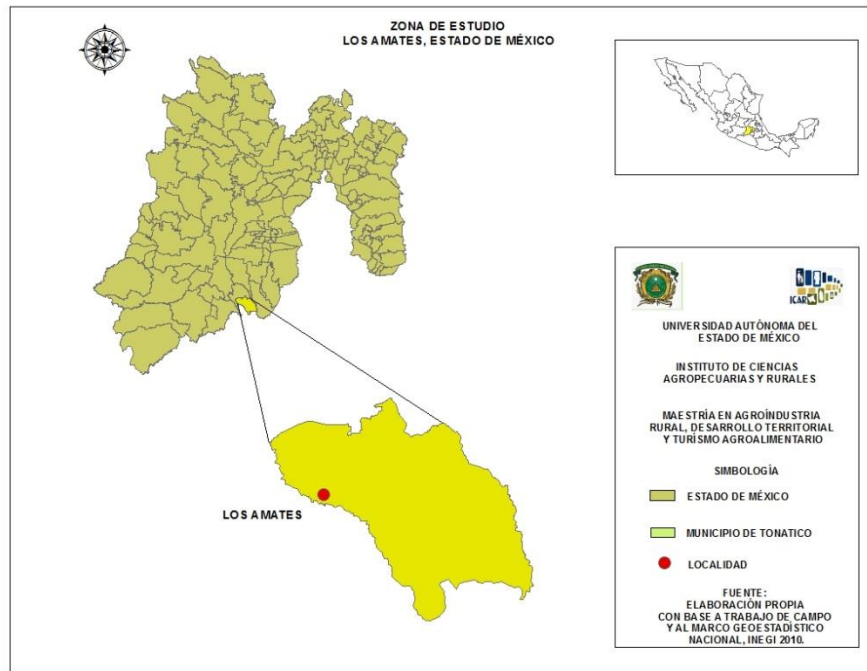 ZONA DE ESTUDIO
LOS AMATES, ESTADO DE MÉXICO
LOS AMATES
ICAR
UNIVERSIDAD AUTÓNOMA DEL
ESTADO DE MÉXICO
INSTITUTO DE CIENCIAS
AGROPECUARIAS Y RURALES
MAESTRÍA EN AGROÍNDUSTRIA
RURAL, DESARROLLO TERRITORIAL
Y TURÍSMO AGROALIMENTARIO
SIMBOLOGÍA
ESTADO DE MÉXICO
MUNICIPIO DE TONATICO
LOCALIDAD
FUENTE:
ELABORACIÓN PROPIA
CON BASE A TRABAJO DE CAMPO
Y AL MARCO GEOESTADÍSTICO
NACIONAL, INEGI 2010.